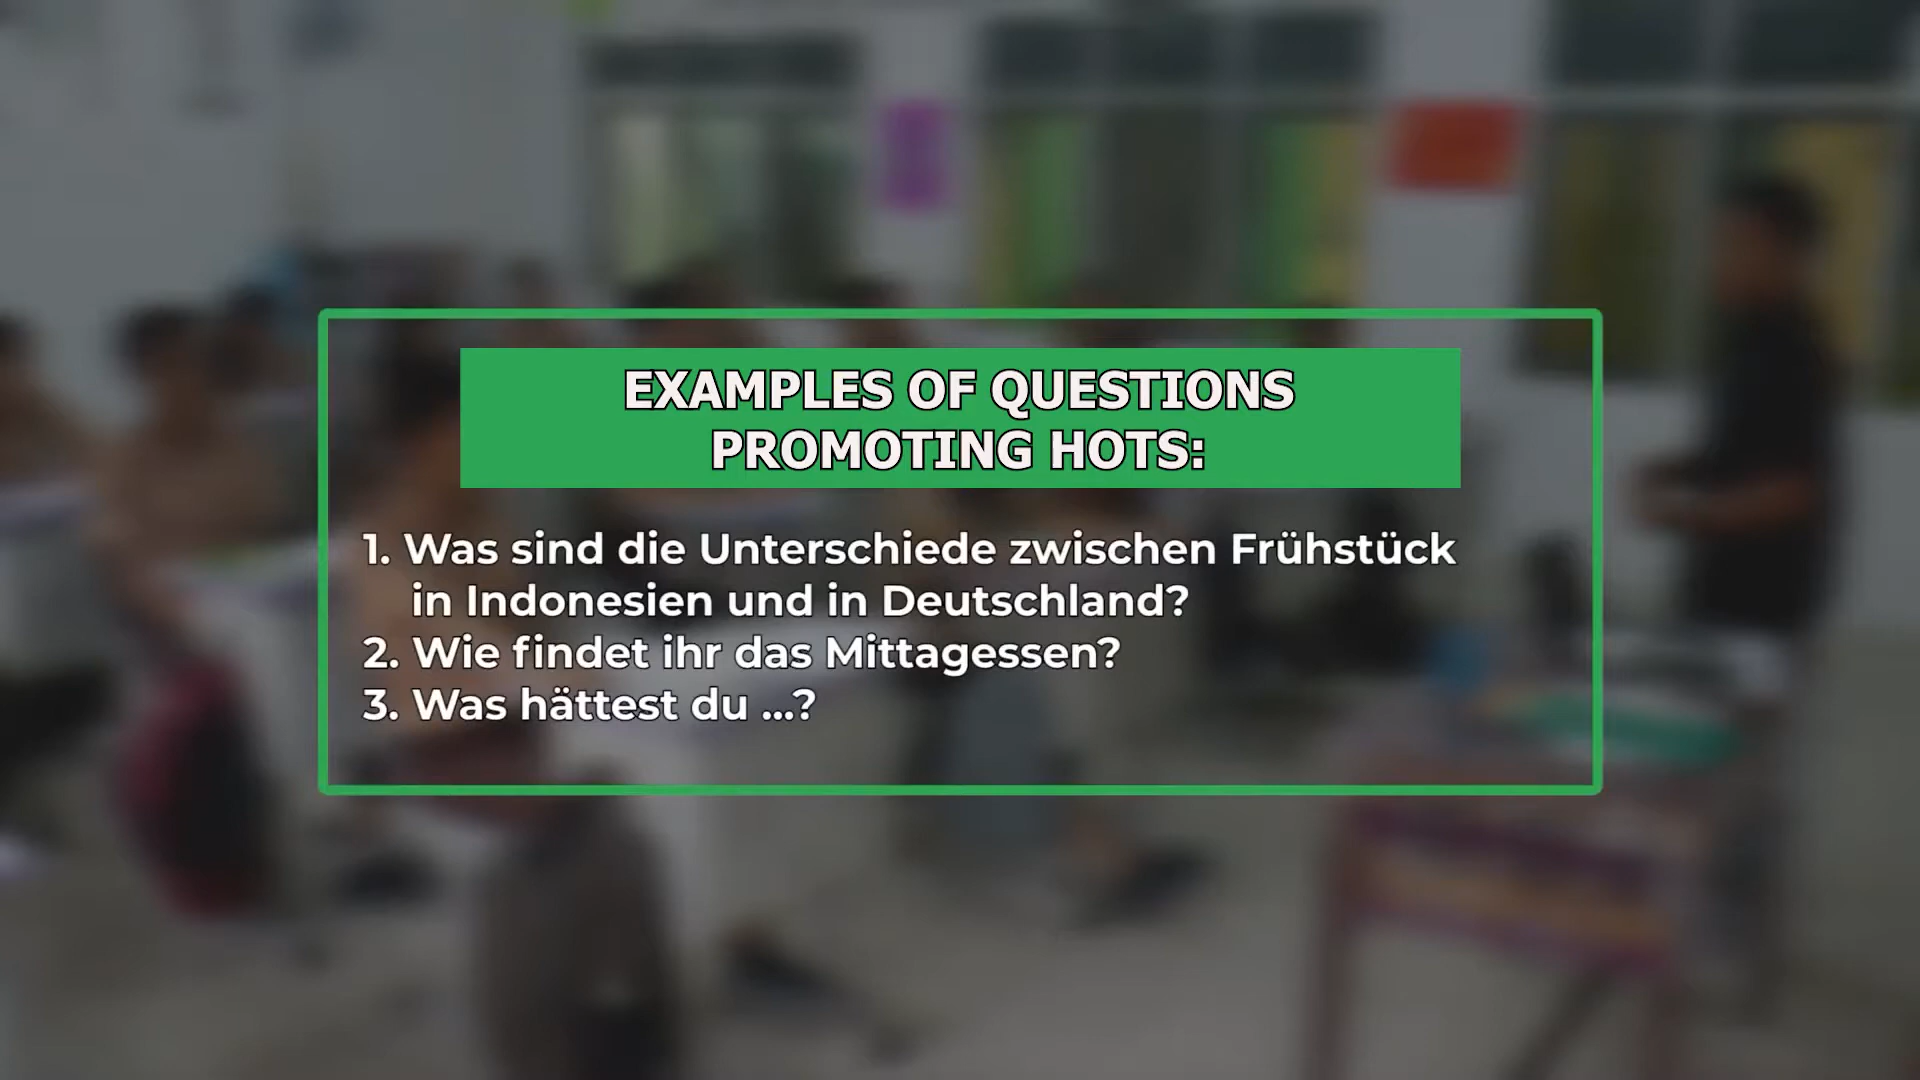 EXAMPLES OF QUESTIONS
PROMOTING HOTS:
1. Was sind die Unterschiede zwischen Frühstück
in Indonesien und in Deutschland?
2. Wie findet ihr das Mittagessen?
3. Was hättest du ...?